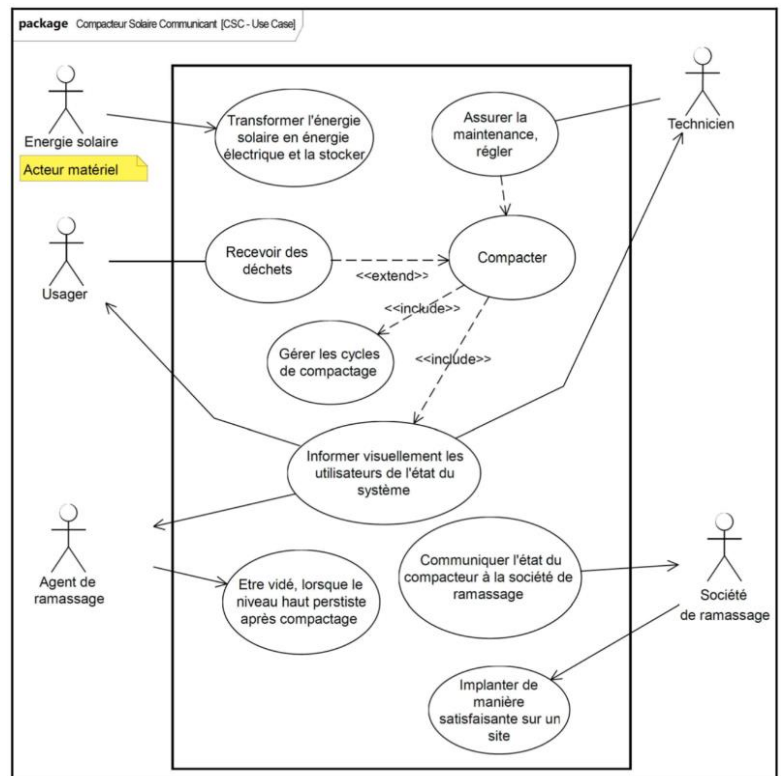 package Compacteur Solaire Communicant [CSC - Use Case]
Energie solaire
Acteur matériel
Transformer l'énergie
solaire en énergie
électrique et la stocker
Assurer la
maintenance,
régler
Technicien
Usager
Recevoir des
déchets
<<extend>>
Compacter
<<include>>
Gérer les cycles
de compactage
<<include>>
Informer visuellement les
utilisateurs de l'état du
système
Agent de
ramassage
Etre vidé, lorsque le
niveau haut perstiste
après compactage
Communiquer l'état du
compacteur à la société de
ramassage
Société
de ramassage
Implanter de
manière
satisfaisante sur un
site